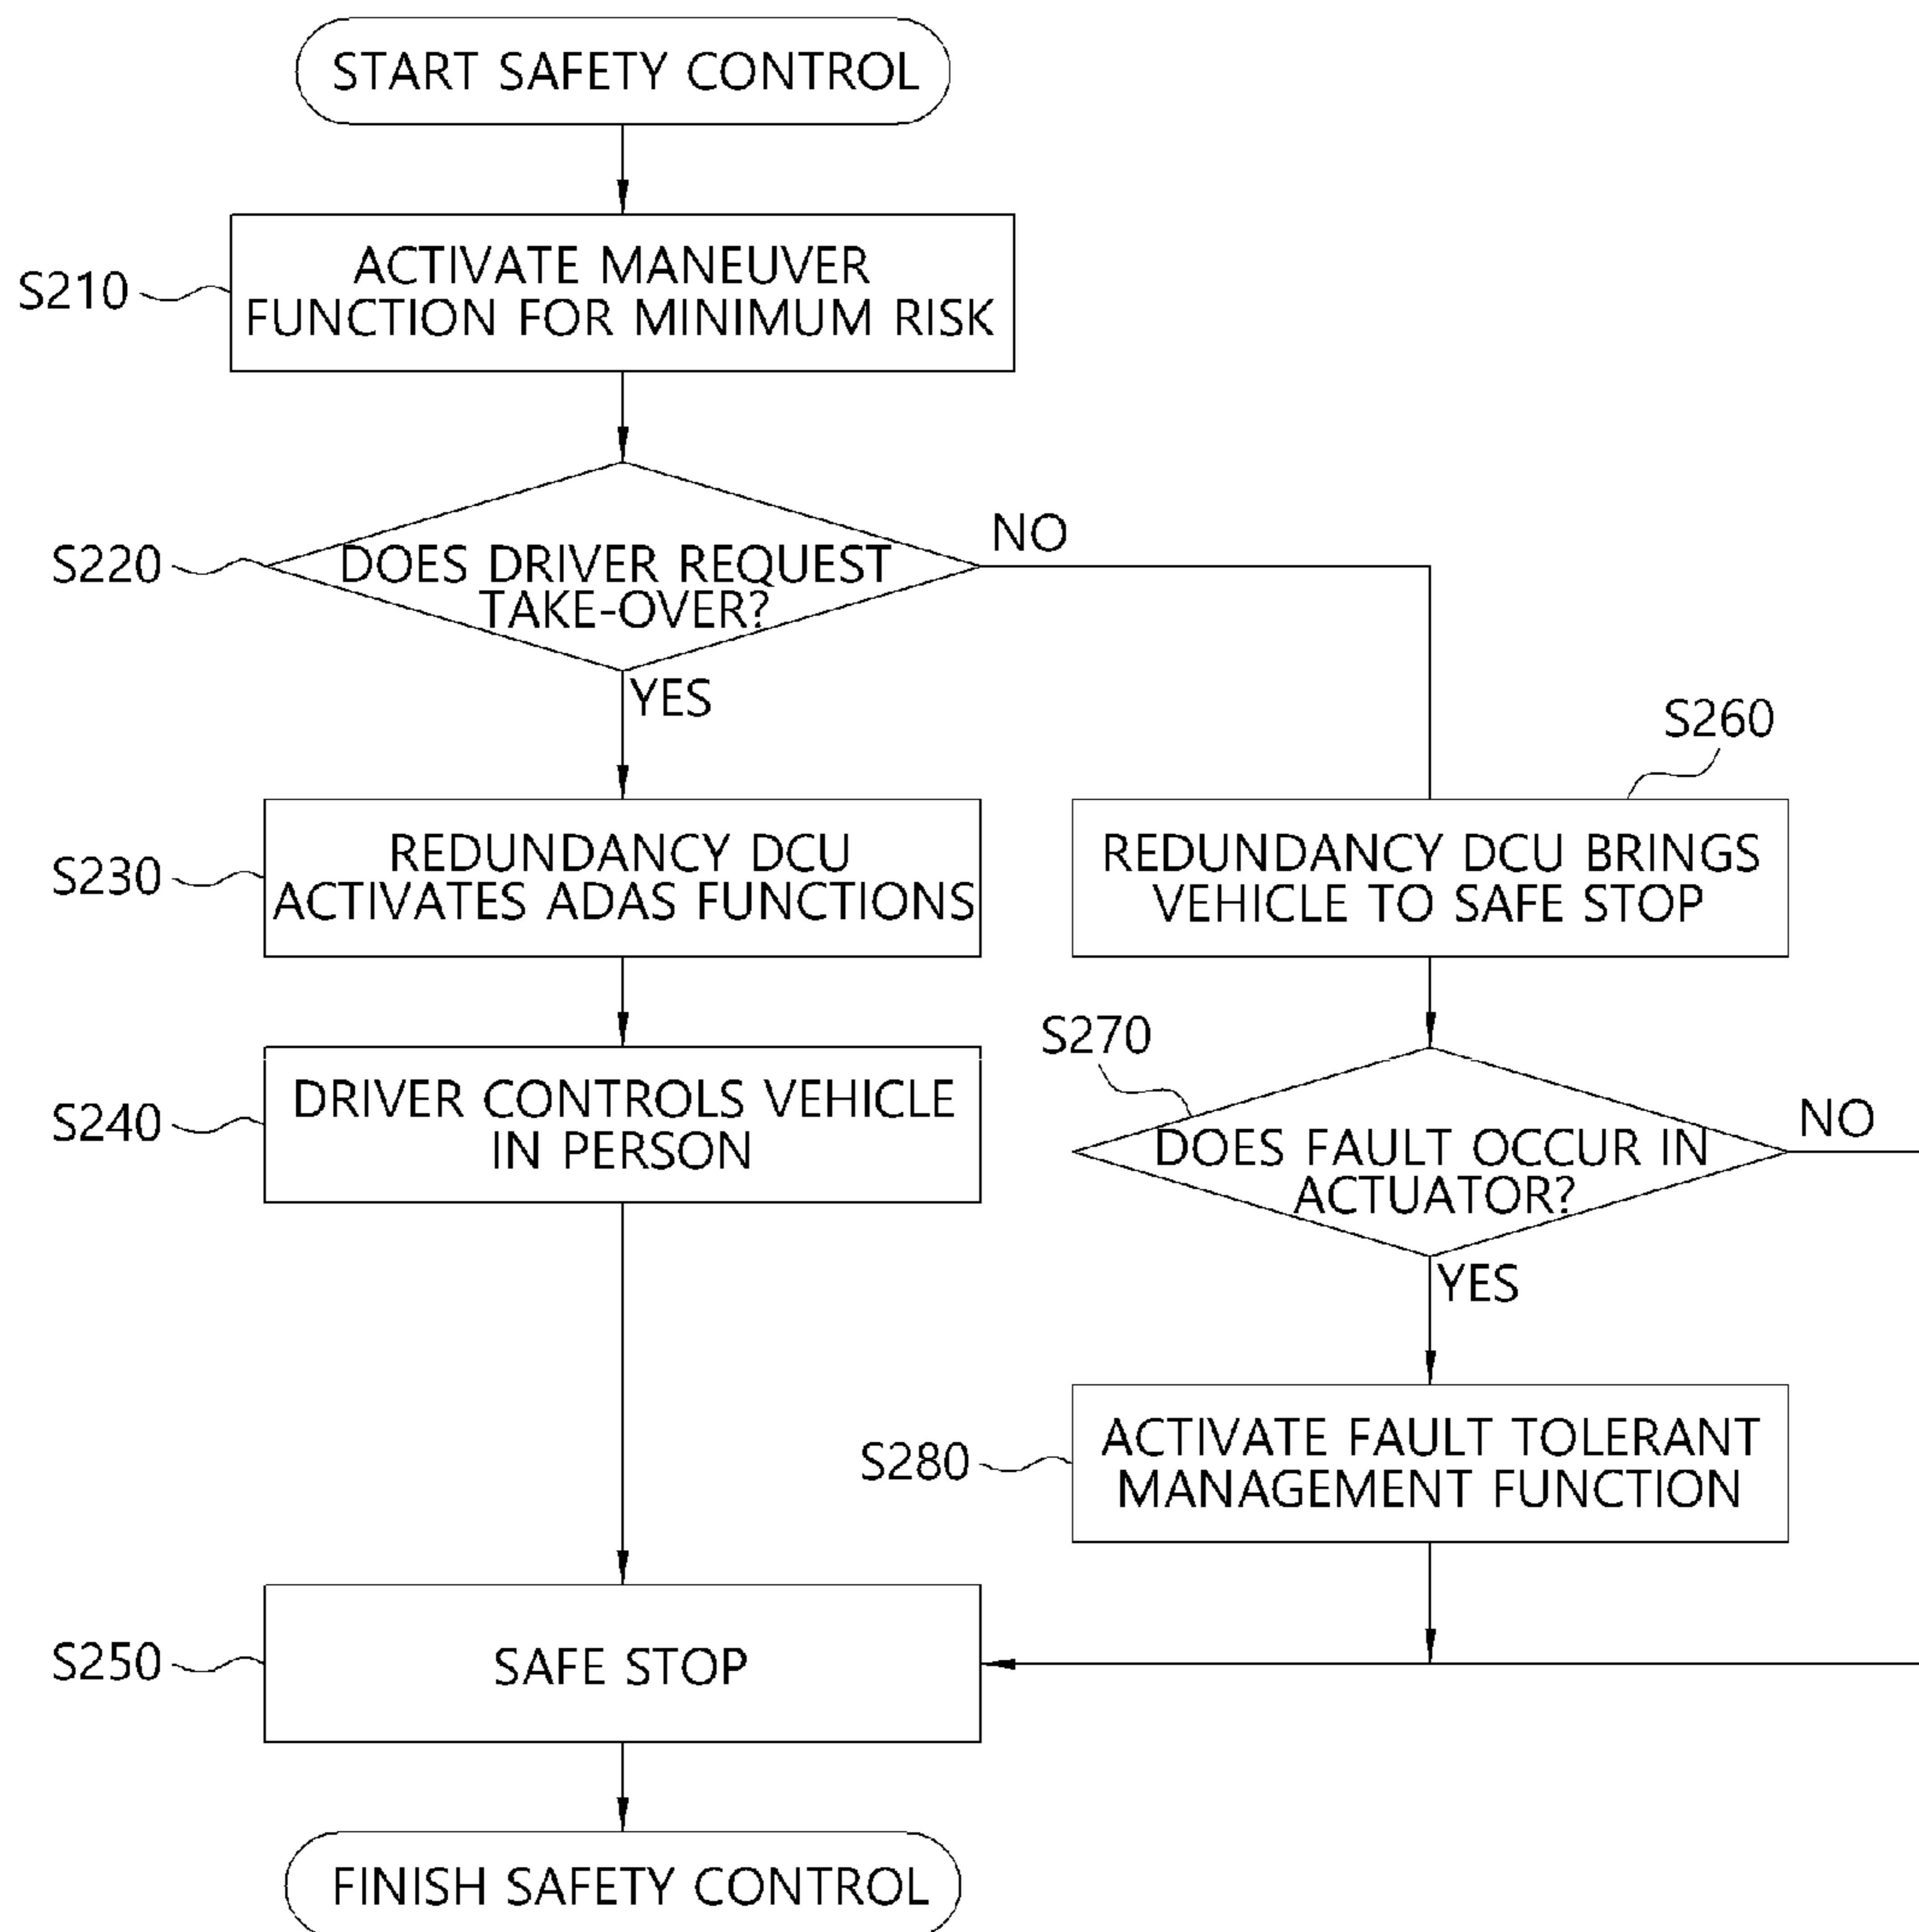 START SAFETY CONTROL
S210
ACTIVATE MANEUVER
FUNCTION FOR MINIMUM RISK
S220
DOES DRIVER REQUEST
TAKE-OVER?
NO
YES
S230
REDUNDANCY DCU
ACTIVATES ADAS FUNCTIONS
S260
REDUNDANCY DCU BRINGS
VEHICLE TO SAFE STOP
S240
DRIVER CONTROLS VEHICLE
IN PERSON
S270
DOES FAULT OCCUR IN
ACTUATOR?
NO
YES
S280
ACTIVATE FAULT TOLERANT
MANAGEMENT FUNCTION
S250
SAFE STOP
FINISH SAFETY CONTROL